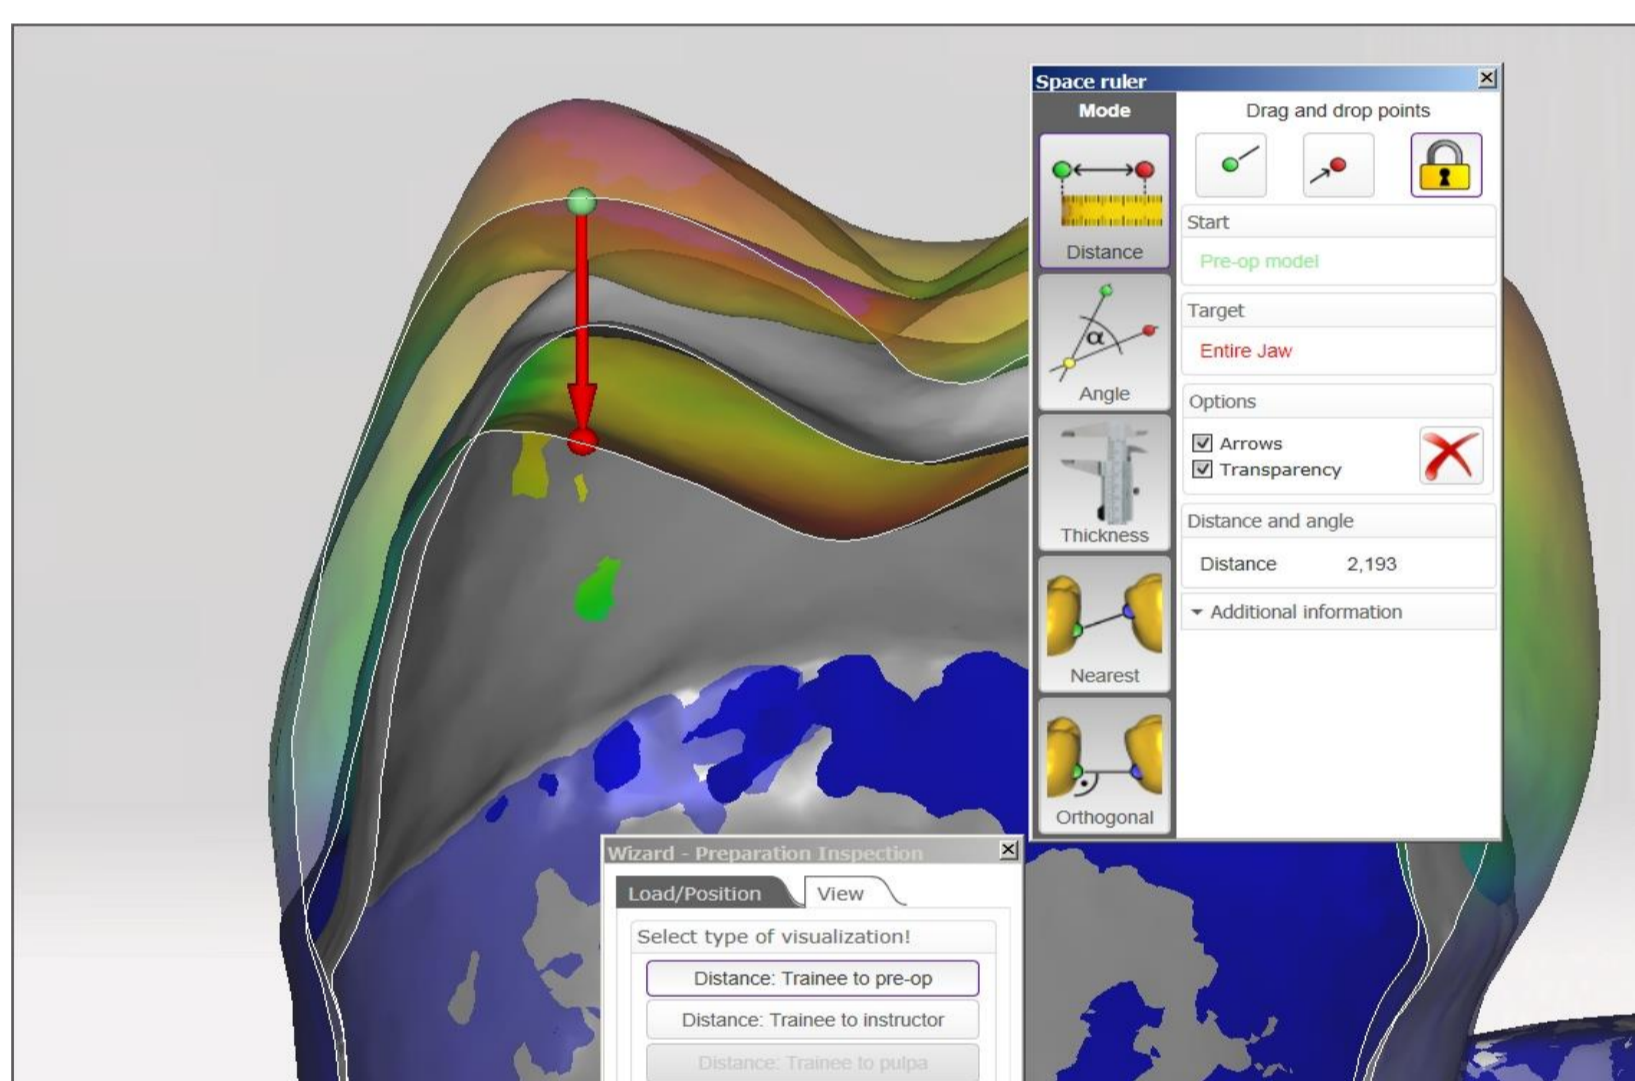 Space ruler
Mode
Drag and drop points
Distance
Start
Pre-op model
Target
Entire Jaw
α
Angle
Options
Arrows
Transparency
Thickness
Distance and angle
Distance 2,193
Additional information
Nearest
Orthogonal
Wizard - Preparation Inspection
Load/Position View
Select type of visualization!
Distance: Trainee to pre-op
Distance: Trainee to instructor
Distance: Trainee to pulpa